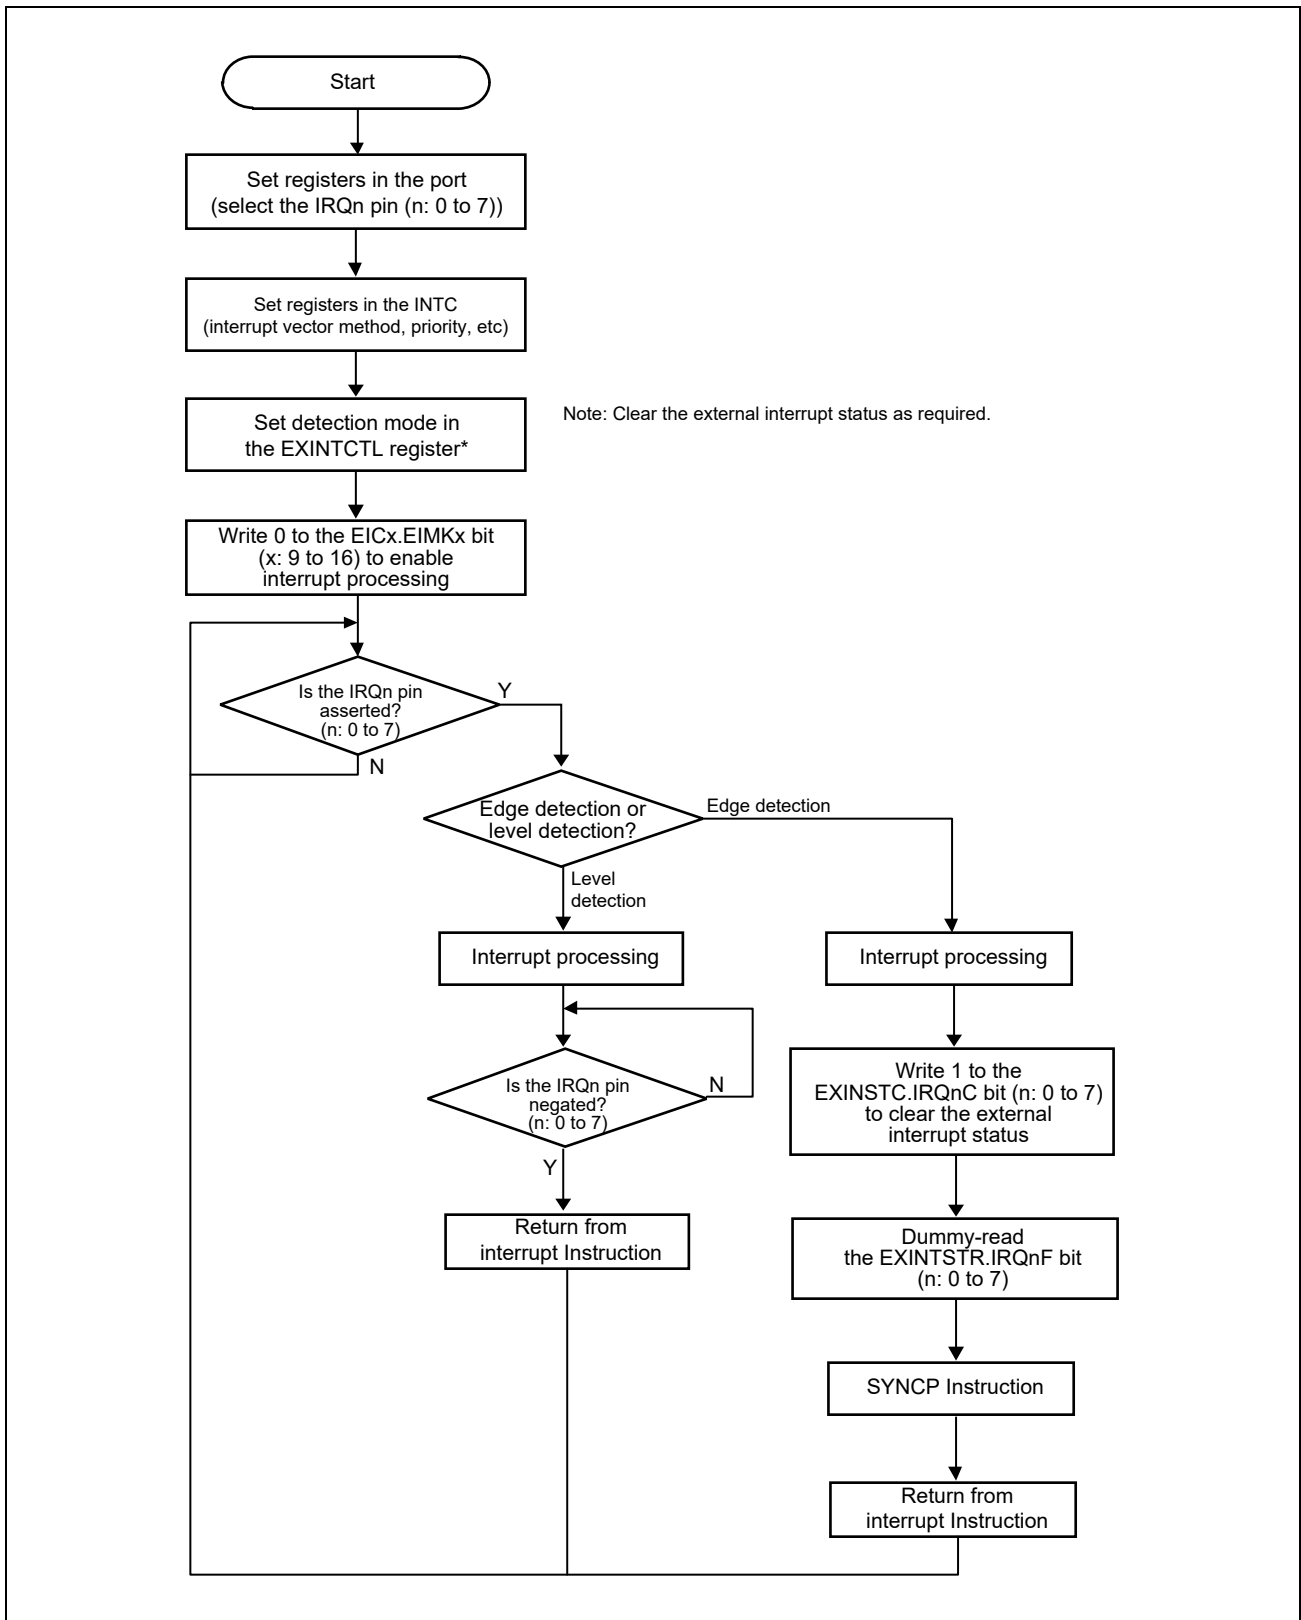 Start
Set registers in the port
(select the IRQn pin (n: 0 to 7))
Set registers in the INTC
(interrupt vector method, priority, etc)
Set detection mode in
the EXINTCTL register*
Note: Clear the external interrupt status as required.
Write 0 to the EICx.EIMKx bit
(x: 9 to 16) to enable
interrupt processing
Is the IRQn pin
asserted?
(n: 0 to 7)
Y
N
Edge detection or
level detection?
Edge detection
Level
detection
Interrupt processing
Is the IRQn pin
negated?
(n: 0 to 7)
N
Y
Return from
interrupt Instruction
Interrupt processing
Write 1 to the
EXINSTC.IRQnC bit (n: 0 to 7)
to clear the external
interrupt status
Dummy-read
the EXINTSTR.IRQnF bit
(n: 0 to 7)
SYNCP Instruction
Return from
interrupt Instruction